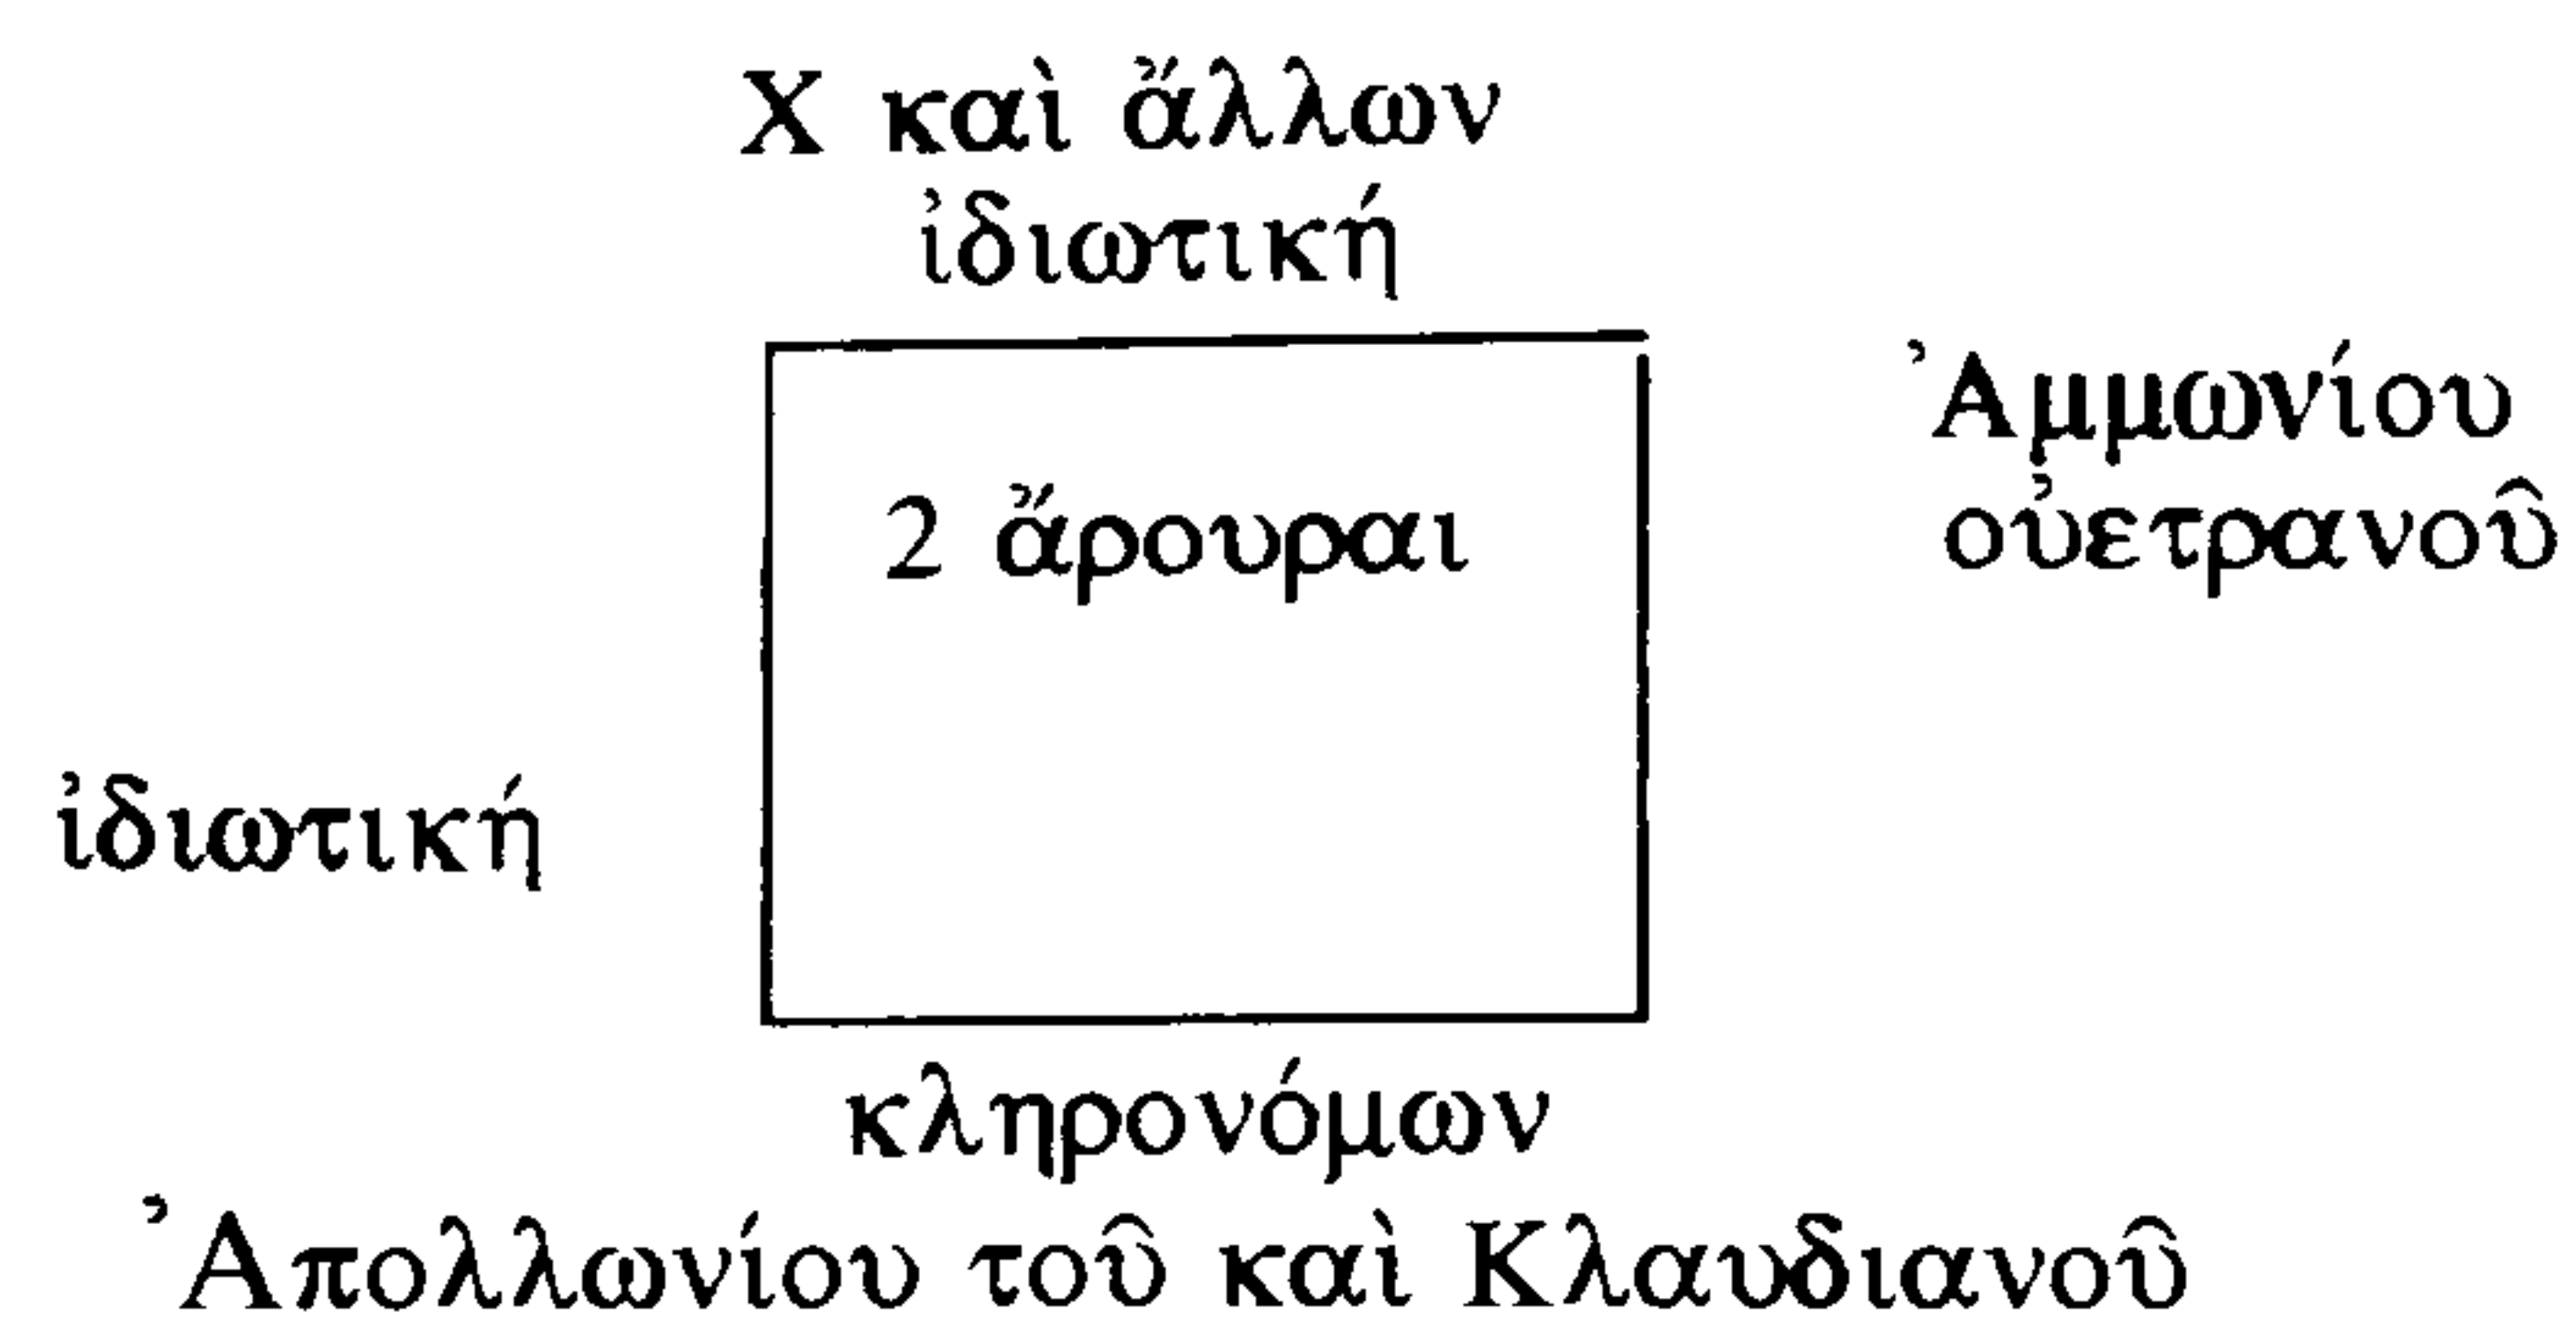 Χ καὶ ἄλλων
ἰδιωτική
Ἀμμωνίου
οὐετρανοῦ
2 ἄρουραι
ἰδιωτική
κληρονόμων
Ἀπολλωνίου τοῦ καὶ Κλαυδιανοῦ